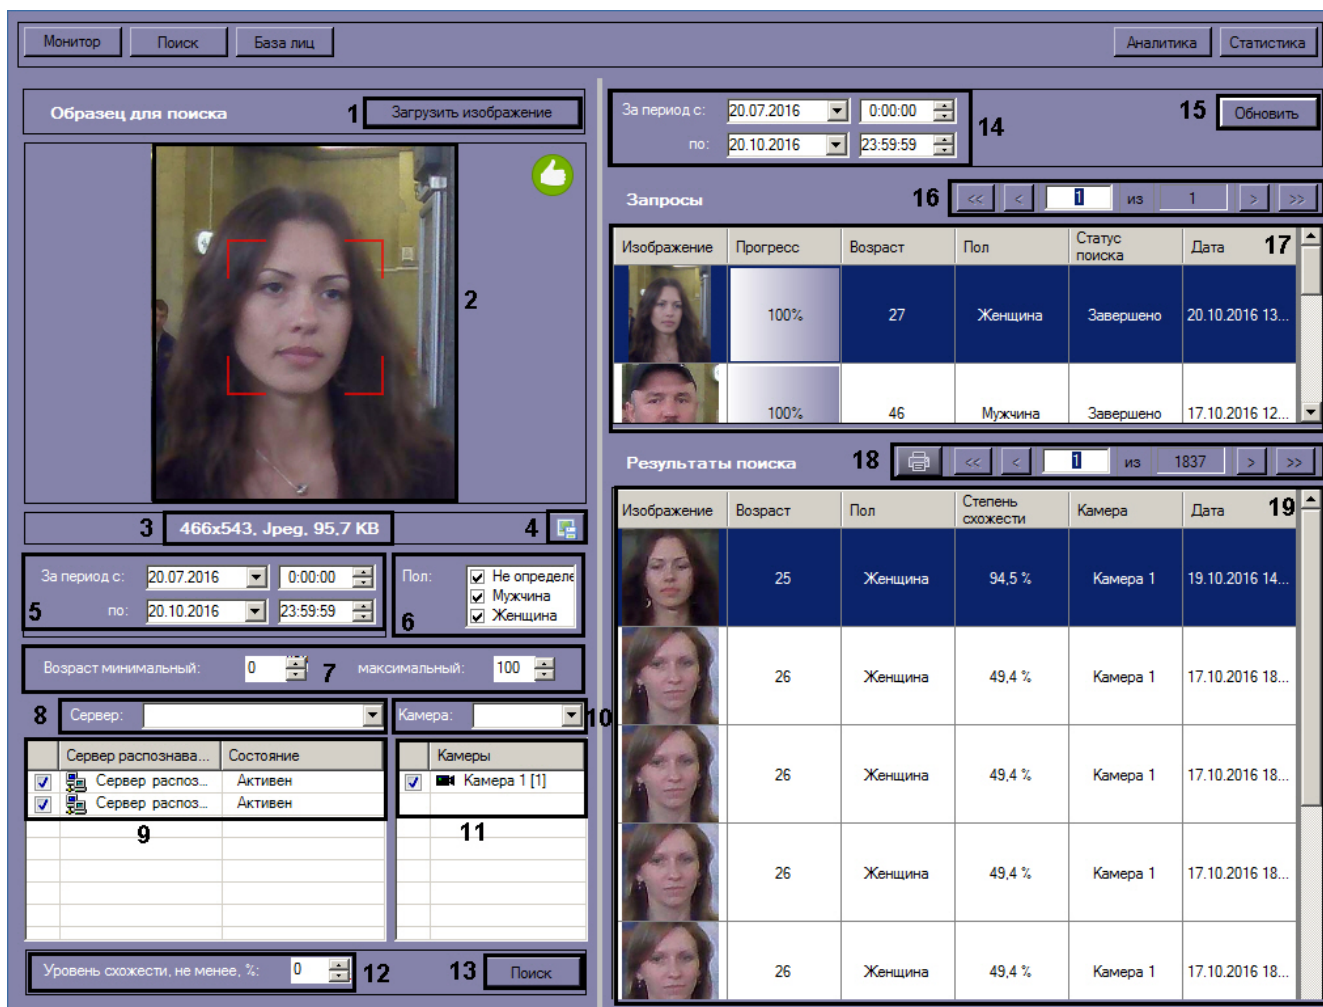 Монитор Поиск База лиц Аналитика Статистика
Образец для поиска 1 Загрузить изображение
2
3 466x543, Jpeg, 95,7 KB 4
За период с: 20.07.2016 0:00:00
по: 20.10.2016 23:59:59
5
Пол: Не определе
Мужчина
Женщина
6
Возраст минимальный: 0 7 максимальный: 100
8 Сервер: Камера: 10
Сервер распознава... Состояние
Сервер распоз... Активен
Сервер распоз... Активен
9
Камеры
Камера 1 [1]
11
Уровень схожести, не менее, %: 0 12 13 Поиск
За период с: 20.07.2016 0:00:00
по: 20.10.2016 23:59:59
14
15 Обновить
Запросы 16 << < 1 из 1 > >>
Изображение Прогресс Возраст Пол Статус поиска Дата 17
100% 27 Женщина Завершено 20.10.2016 13...
100% 46 Мужчина Завершено 17.10.2016 12...
Результаты поиска 18 << < 1 из 1837 > >>
Изображение Возраст Пол Степень схожести Камера Дата 19
25 Женщина 94,5 % Камера 1 19.10.2016 14...
26 Женщина 49,4 % Камера 1 17.10.2016 18...
26 Женщина 49,4 % Камера 1 17.10.2016 18...
26 Женщина 49,4 % Камера 1 17.10.2016 18...
26 Женщина 49,4 % Камера 1 17.10.2016 18...